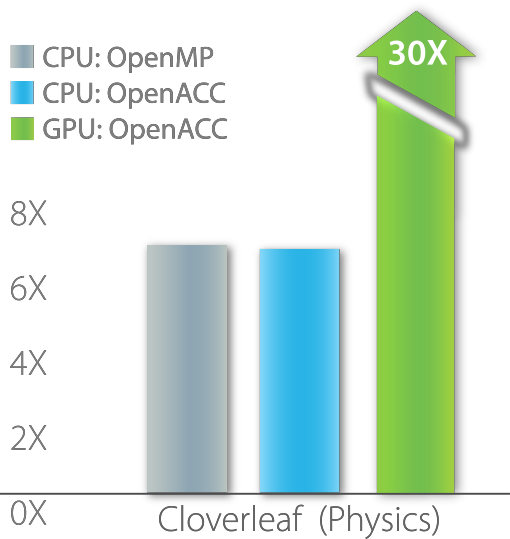 30X
CPU: OpenMP
CPU: OpenACC
GPU: OpenACC
8X
6X
4X
2X
0X
Cloverleaf (Physics)